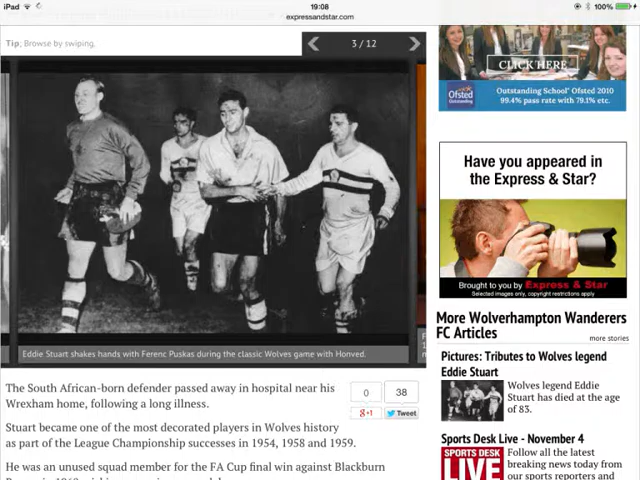 iPad
19:08
100%
expressandstar.com
Tip: Browse by swiping.
3 / 12
CLICK HERE
Ofsted
Outstanding
Outstanding School* Ofsted 2010
99.4% pass rate with 79.1% etc.
Have you appeared in
the Express & Star?
Brought to you by Express & Star
Selected images only, copyright restrictions apply
Eddie Stuart shakes hands with Ferenc Puskas during the classic Wolves game with Honved.
The South African-born defender passed away in hospital near his
Wrexham home, following a long illness.
0
38
g+1
Tweet
Stuart became one of the most decorated players in Wolves history
as part of the League Championship successes in 1954, 1958 and 1959.
He was an unused squad member for the FA Cup final win against Blackburn
More Wolverhampton Wanderers
FC Articles
more stories
Pictures: Tributes to Wolves legend
Eddie Stuart
Wolves legend Eddie
Stuart has died at the age
of 83.
Sports Desk Live - November 4
SPORTS DESK
LIVE
Follow all the latest
breaking news today from
our sports reporters and